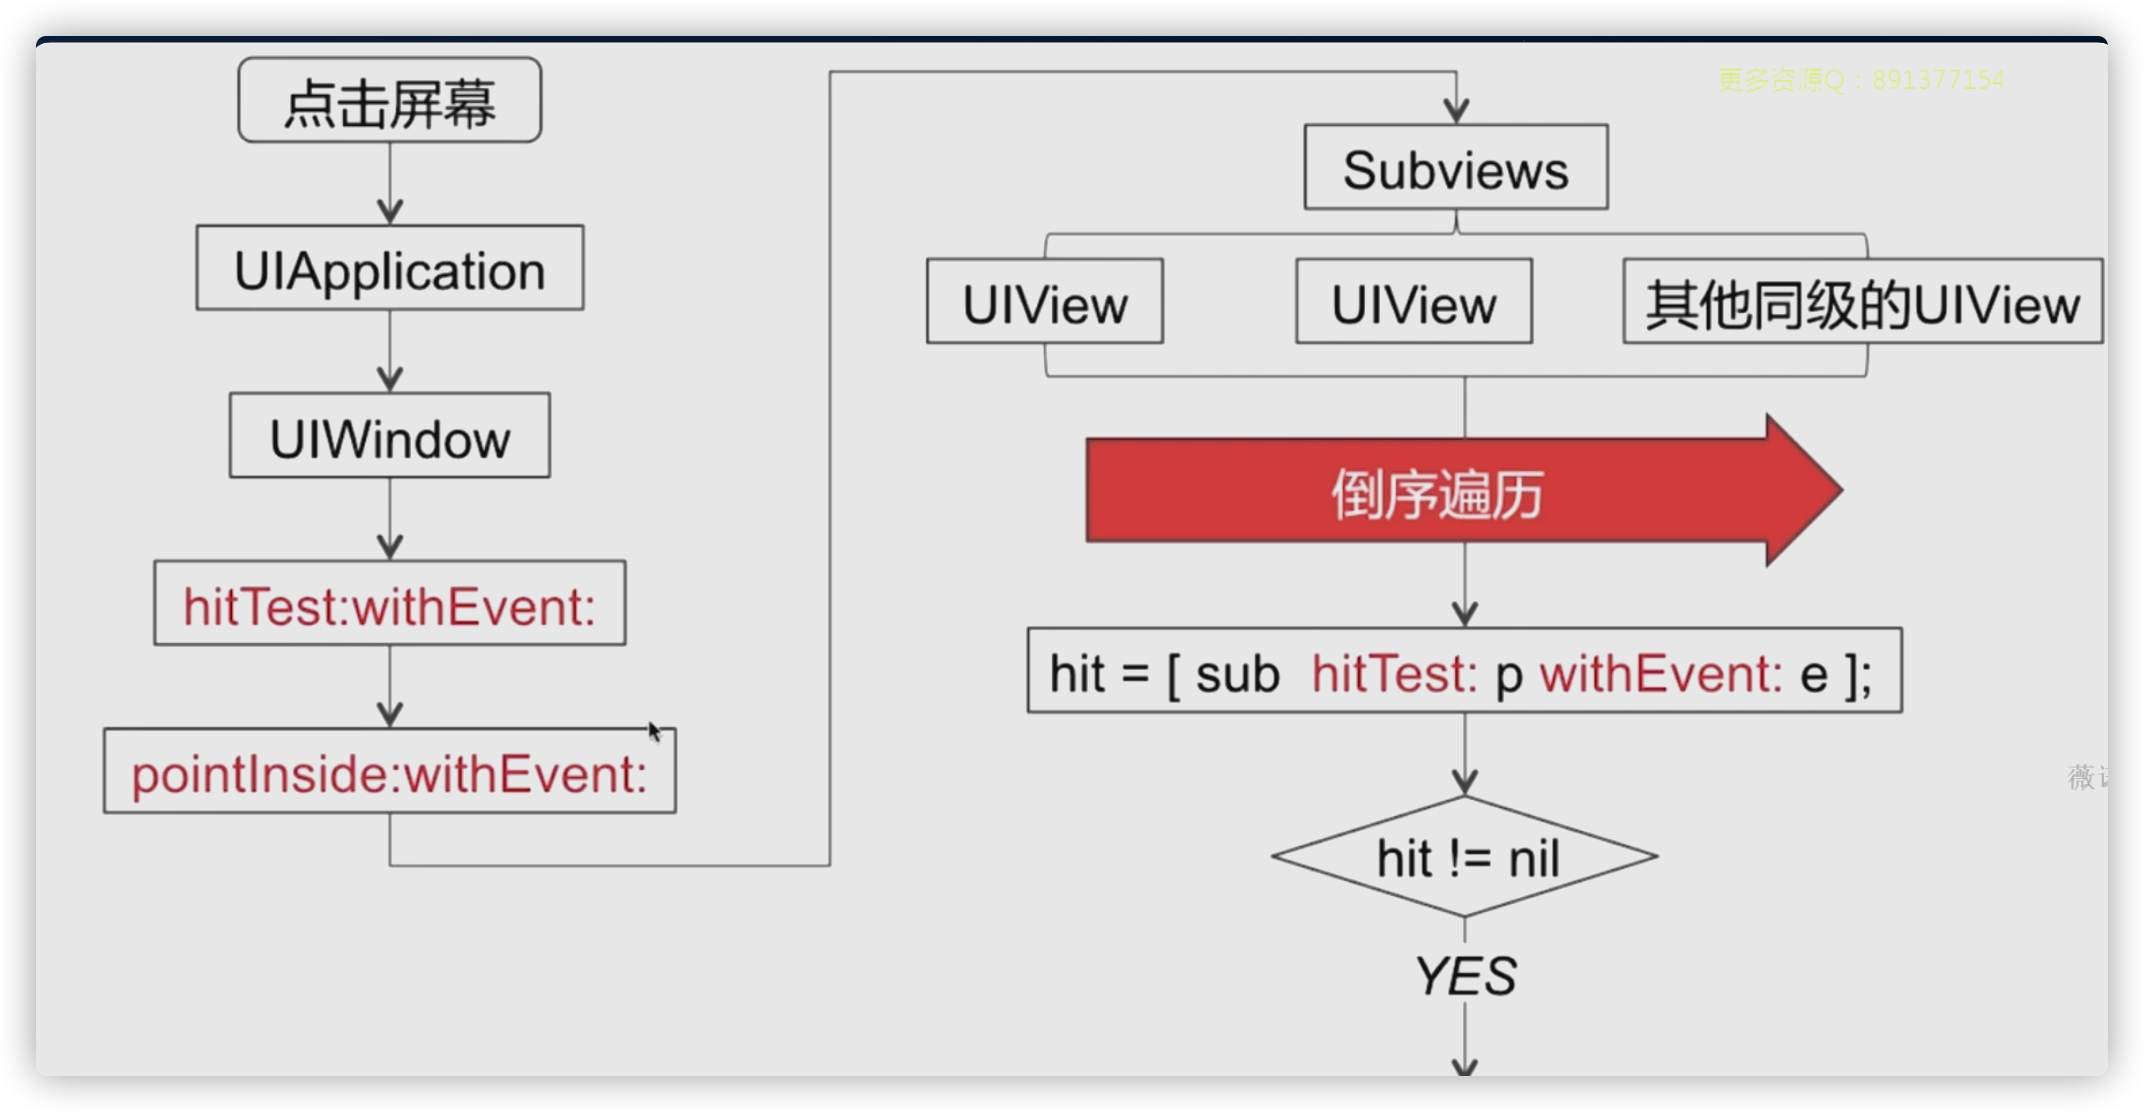 点击屏幕
UIApplication
UIWindow
hitTest:withEvent:
pointInside:withEvent:
更多资源Q：891377154
Subviews
UIView
UIView
其他同级的UIView
倒序遍历
hit = [ sub hitTest: p withEvent: e ];
hit != nil
YES
薇